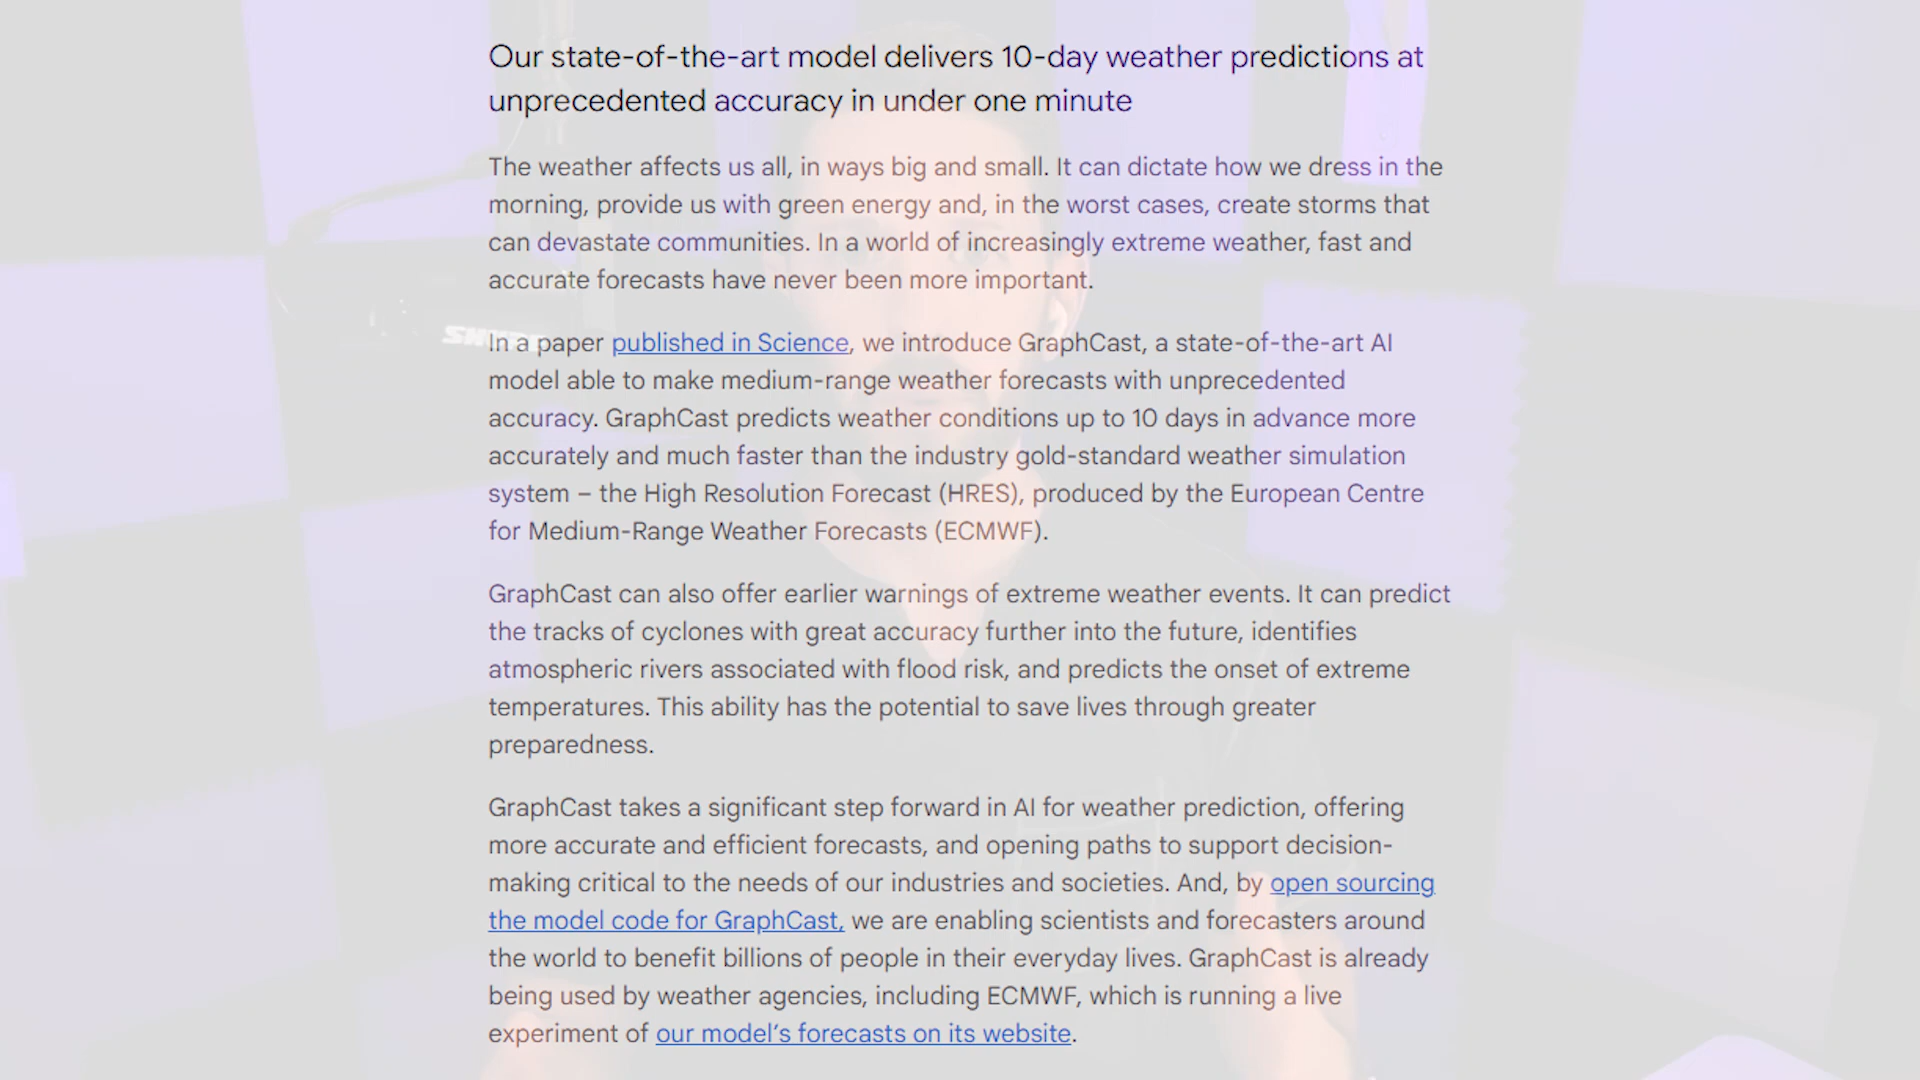 Our state-of-the-art model delivers 10-day weather predictions at
unprecedented accuracy in under one minute
The weather affects us all, in ways big and small. It can dictate how we dress in the
morning, provide us with green energy and, in the worst cases, create storms that
can devastate communities. In a world of increasingly extreme weather, fast and
accurate forecasts have never been more important.
In a paper published in Science, we introduce GraphCast, a state-of-the-art AI
model able to make medium-range weather forecasts with unprecedented
accuracy. GraphCast predicts weather conditions up to 10 days in advance more
accurately and much faster than the industry gold-standard weather simulation
system – the High Resolution Forecast (HRES), produced by the European Centre
for Medium-Range Weather Forecasts (ECMWF).
GraphCast can also offer earlier warnings of extreme weather events. It can predict
the tracks of cyclones with great accuracy further into the future, identifies
atmospheric rivers associated with flood risk, and predicts the onset of extreme
temperatures. This ability has the potential to save lives through greater
preparedness.
GraphCast takes a significant step forward in AI for weather prediction, offering
more accurate and efficient forecasts, and opening paths to support decision-
making critical to the needs of our industries and societies. And, by open sourcing
the model code for GraphCast, we are enabling scientists and forecasters around
the world to benefit billions of people in their everyday lives. GraphCast is already
being used by weather agencies, including ECMWF, which is running a live
experiment of our model’s forecasts on its website.